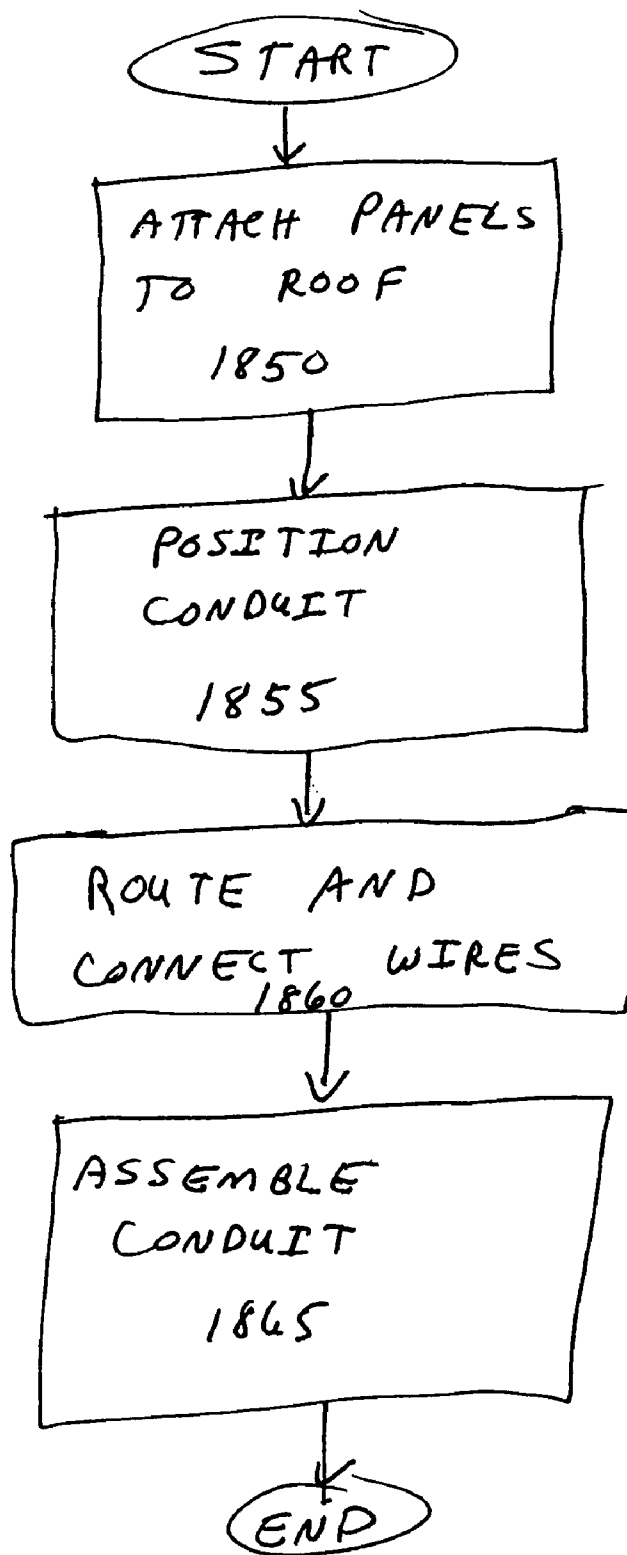 START
ATTACH PANELS
TO ROOF
1850
POSITION
CONDUIT
1855
ROUTE AND
CONNECT WIRES
1860
ASSEMBLE
CONDUIT
1865
END